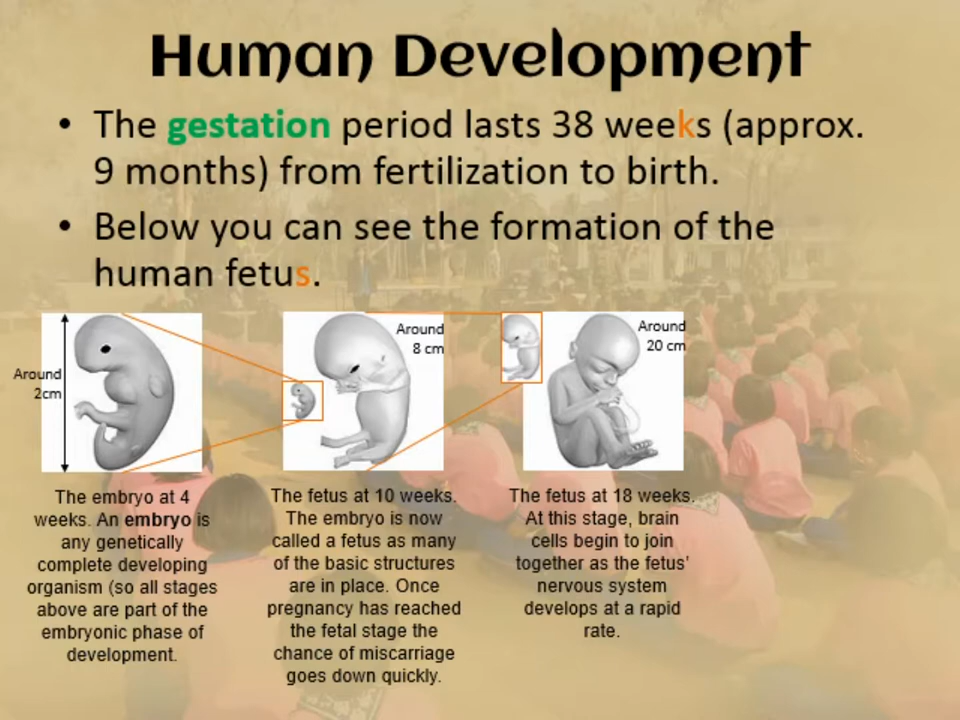 Human Development
• The gestation period lasts 38 weeks (approx.
9 months) from fertilization to birth.
• Below you can see the formation of the
human fetus.
Around
2cm
Around
8 cm
Around
20 cm
The embryo at 4
weeks. An embryo is
any genetically
complete developing
organism (so all stages
above are part of the
embryonic phase of
development.
The fetus at 10 weeks.
The embryo is now
called a fetus as many
of the basic structures
are in place. Once
pregnancy has reached
the fetal stage the
chance of miscarriage
goes down quickly.
The fetus at 18 weeks.
At this stage, brain
cells begin to join
together as the fetus’
nervous system
develops at a rapid
rate.